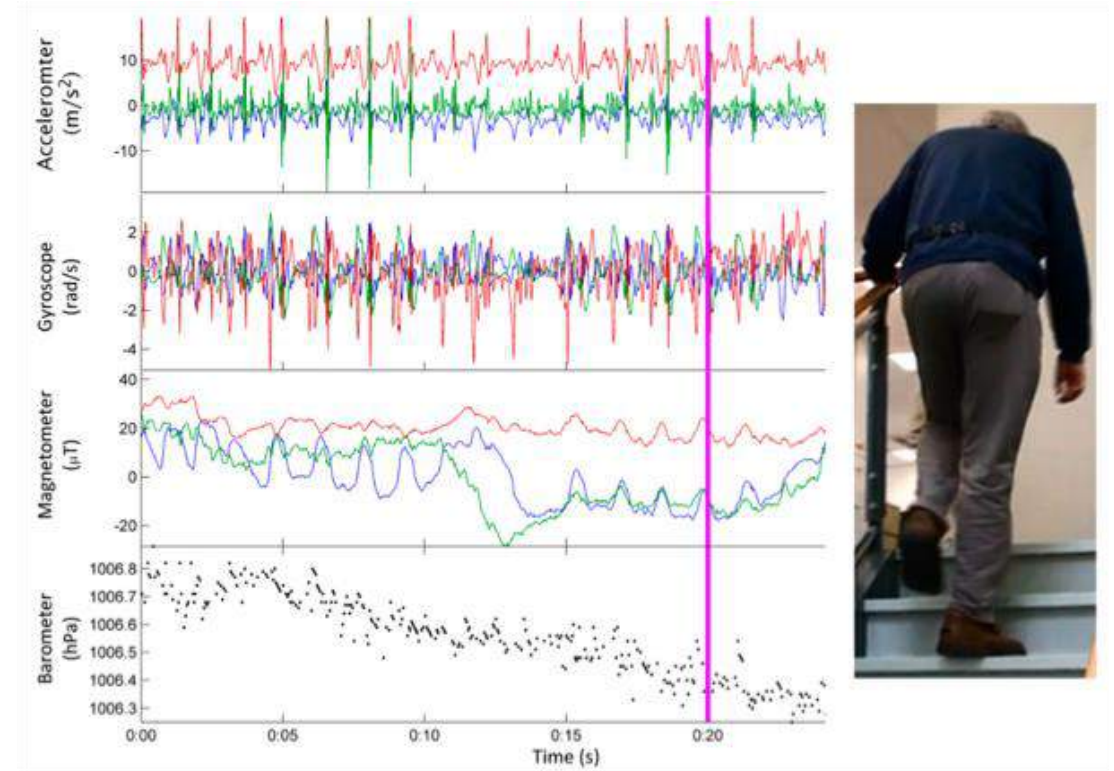 Acceleromter
(m/s²)
10
0
-10
Gyroscope
(rad/s)
2
0
-2
-4
Magnetometer
(μT)
40
20
0
-20
Barometer
(hPa)
1006.8
1006.7
1006.6
1006.5
1006.4
1006.3
0:00 0:05 0:10 0:15 0:20
Time (s)